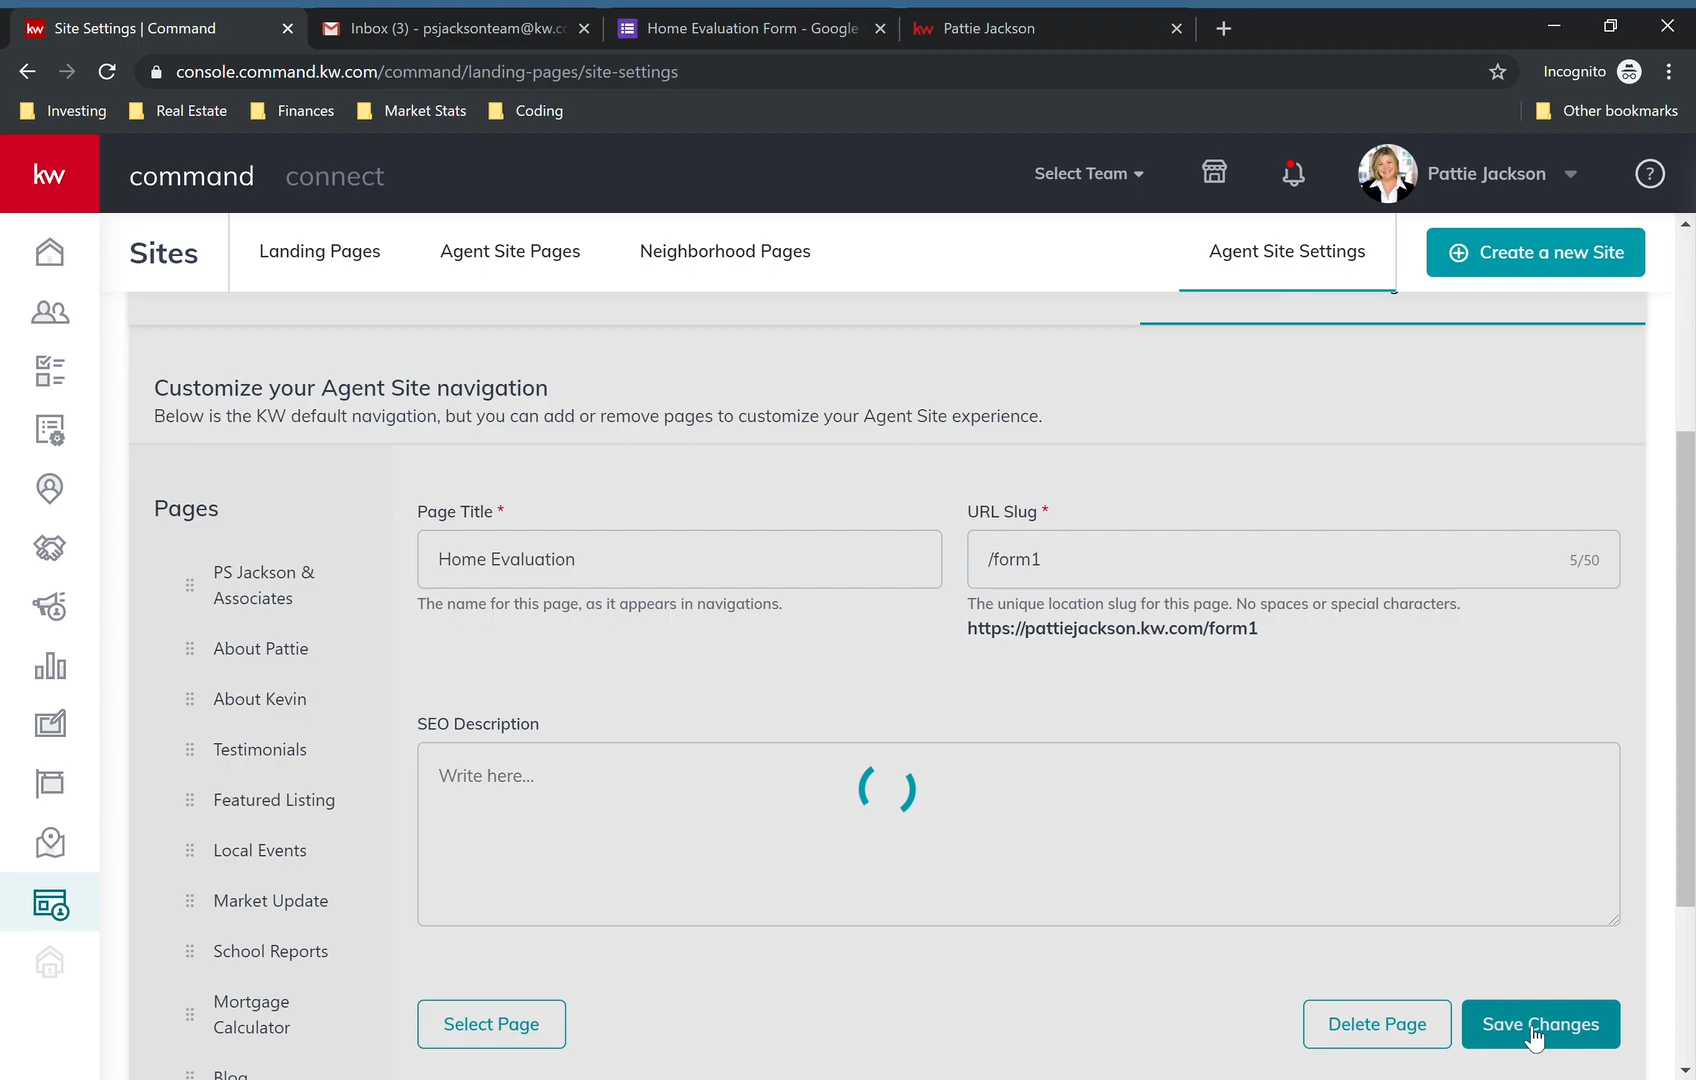 kw Site Settings | Command
Inbox (3) - psjacksonteam@kw.co
Home Evaluation Form - Google
kw Pattie Jackson
console.command.kw.com/command/landing-pages/site-settings
Incognito
Investing
Real Estate
Finances
Market Stats
Coding
Other bookmarks
kw
command
connect
Select Team
Pattie Jackson
?
Sites
Landing Pages
Agent Site Pages
Neighborhood Pages
Agent Site Settings
Create a new Site
Customize your Agent Site navigation
Below is the KW default navigation, but you can add or remove pages to customize your Agent Site experience.
Pages
PS Jackson &
Associates
About Pattie
About Kevin
Testimonials
Featured Listing
Local Events
Market Update
School Reports
Mortgage
Calculator
Blog
Page Title *
Home Evaluation
The name for this page, as it appears in navigations.
URL Slug *
/form1
5/50
The unique location slug for this page. No spaces or special characters.
https://pattiejackson.kw.com/form1
SEO Description
Write here...
Select Page
Delete Page
Save Changes